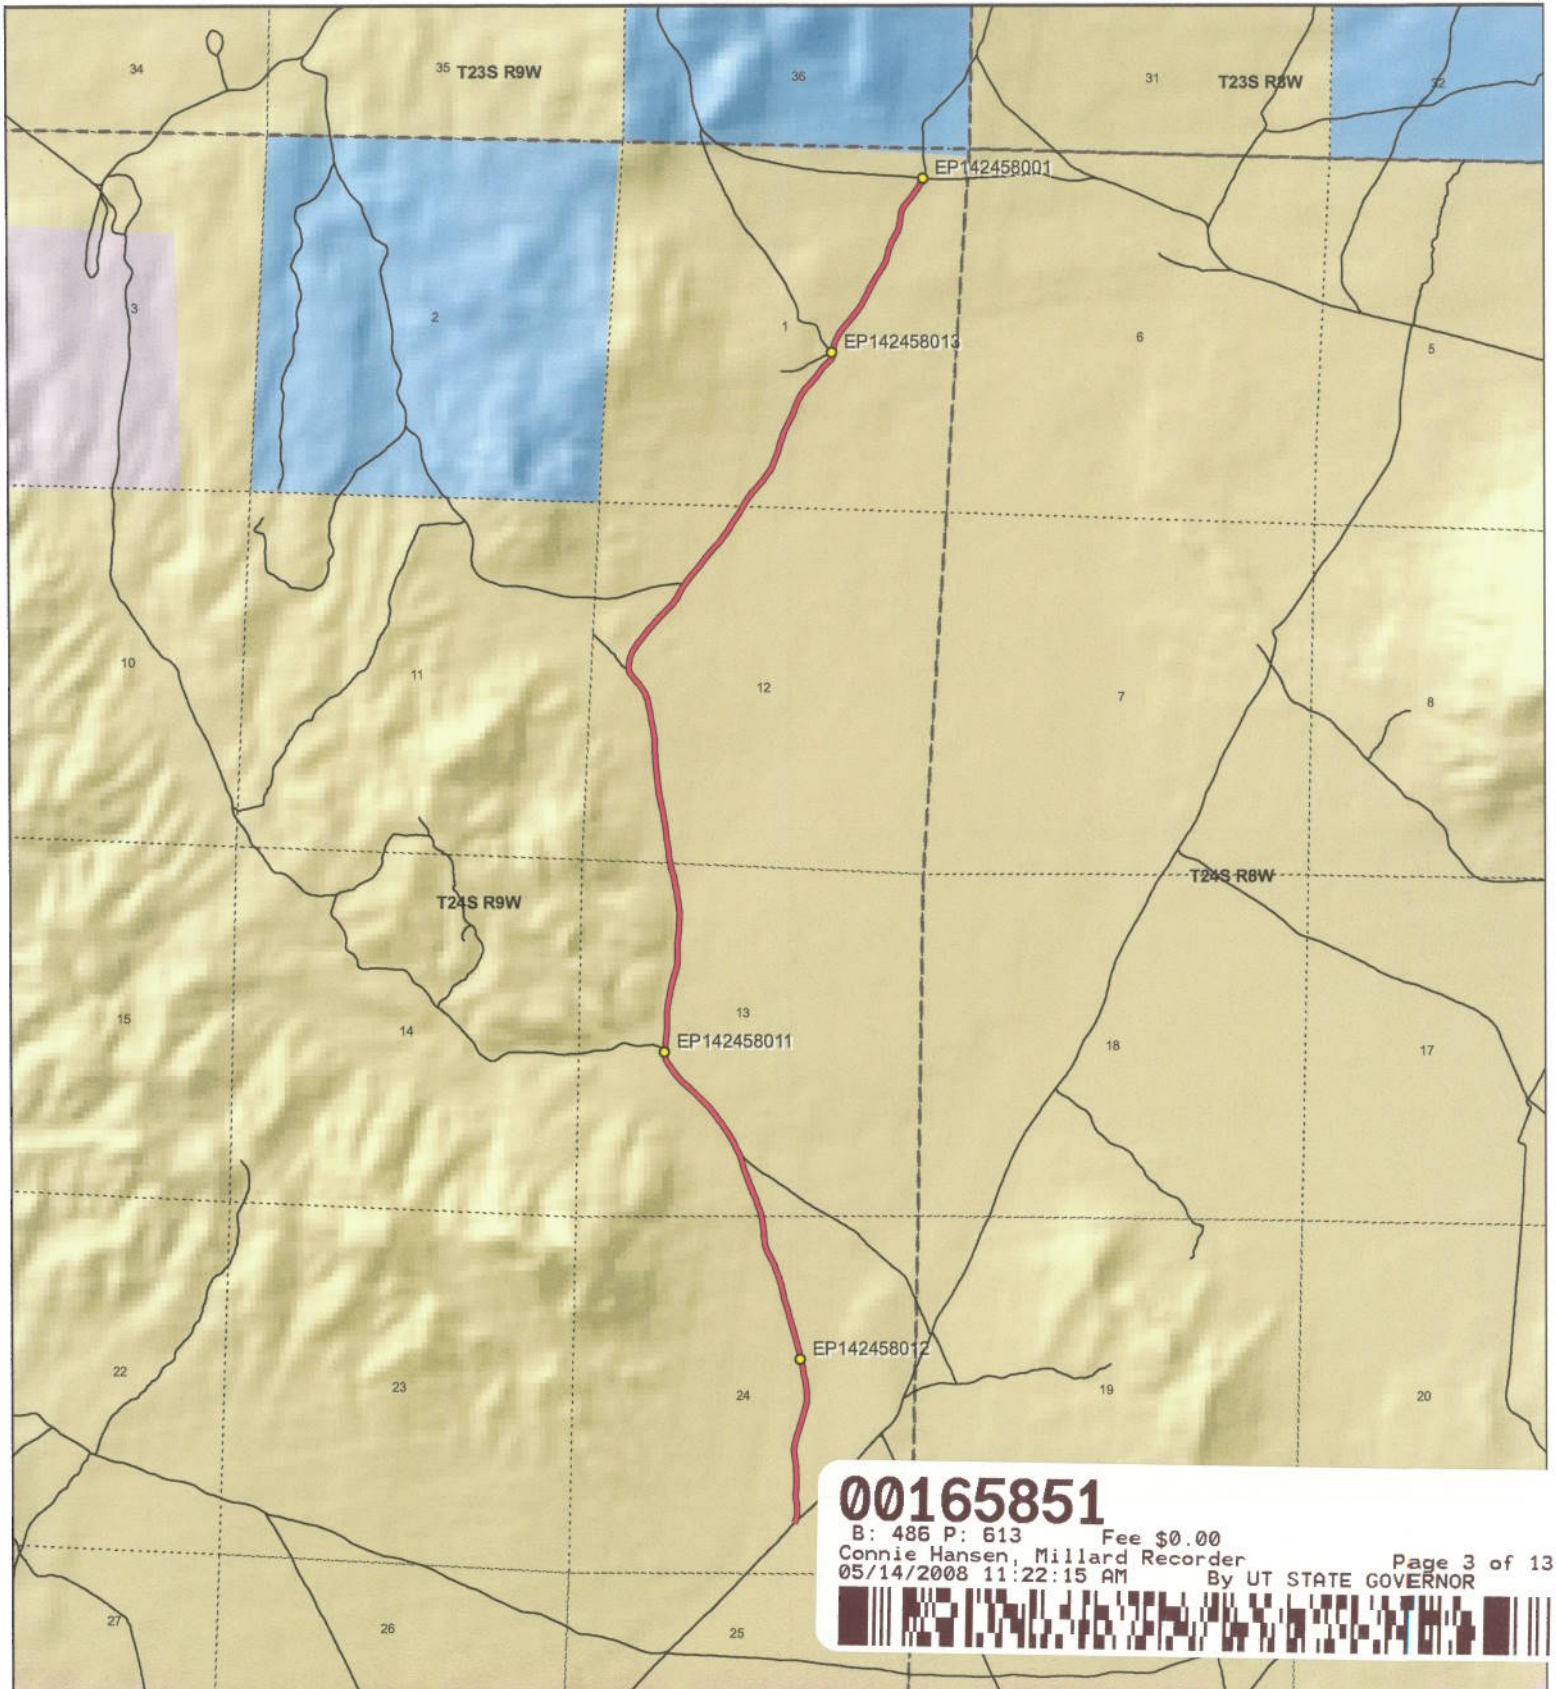 34
35 T23S R9W
36
31
T23S R8W
32
EP142458001
3
2
1
EP142458013
6
5
10
11
12
7
8
T24S R9W
T24S R8W
15
14
13
EP142458011
18
17
22
23
EP142458012
24
19
20
00165851
B: 486 P: 613 Fee $0.00
Connie Hansen, Millard Recorder Page 3 of 13
05/14/2008 11:22:15 AM By UT STATE GOVERNOR
27
26
25